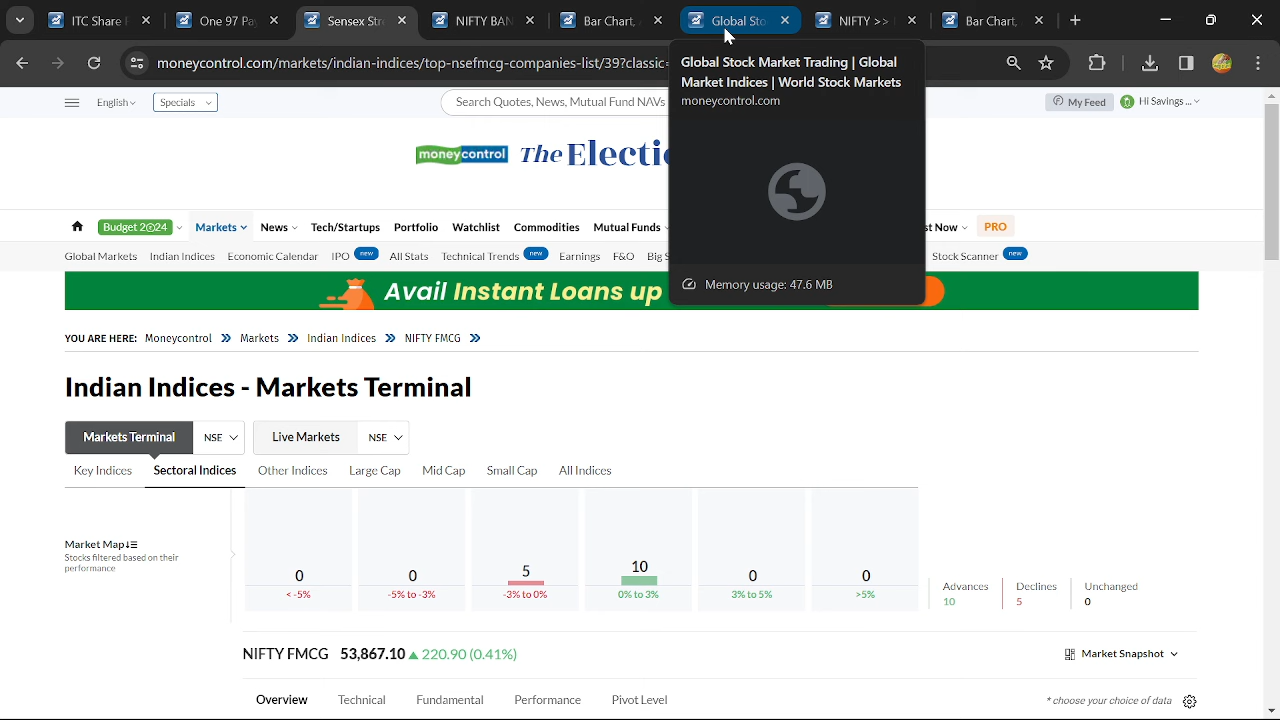 ITC Share F
One 97 Pa
Sensex Str
NIFTY BAN
Bar Chart, 
Global Sto
NIFTY >> 
Bar Chart,
moneycontrol.com/markets/indian-indices/top-nsefmcg-companies-list/39?classic=
Global Stock Market Trading | Global
Market Indices | World Stock Markets
moneycontrol.com
Memory usage: 47.6 MB
English
Specials
Search Quotes, News, Mutual Fund NAVs
My Feed
Hi Savings ...
moneycontrol The Electi
Budget 2024 Markets News Tech/Startups Portfolio Watchlist Commodities Mutual Funds st Now PRO
Global Markets Indian Indices Economic Calendar IPO new All Stats Technical Trends new Earnings F&O Big S Stock Scanner new
Avail Instant Loans up
YOU ARE HERE: Moneycontrol » Markets » Indian Indices » NIFTY FMCG »
Indian Indices - Markets Terminal
Markets Terminal NSE Live Markets NSE
Key Indices Sectoral Indices Other Indices Large Cap Mid Cap Small Cap All Indices
Market Map
Stocks filtered based on their
performance
0 0 5 10 0 0
< -5% -5% to -3% -3% to 0% 0% to 3% 3% to 5% >5%
Advances Declines Unchanged
10 5 0
NIFTY FMCG 53,867.10 ▲ 220.90 (0.41%)
Market Snapshot
Overview Technical Fundamental Performance Pivot Level
* choose your choice of data